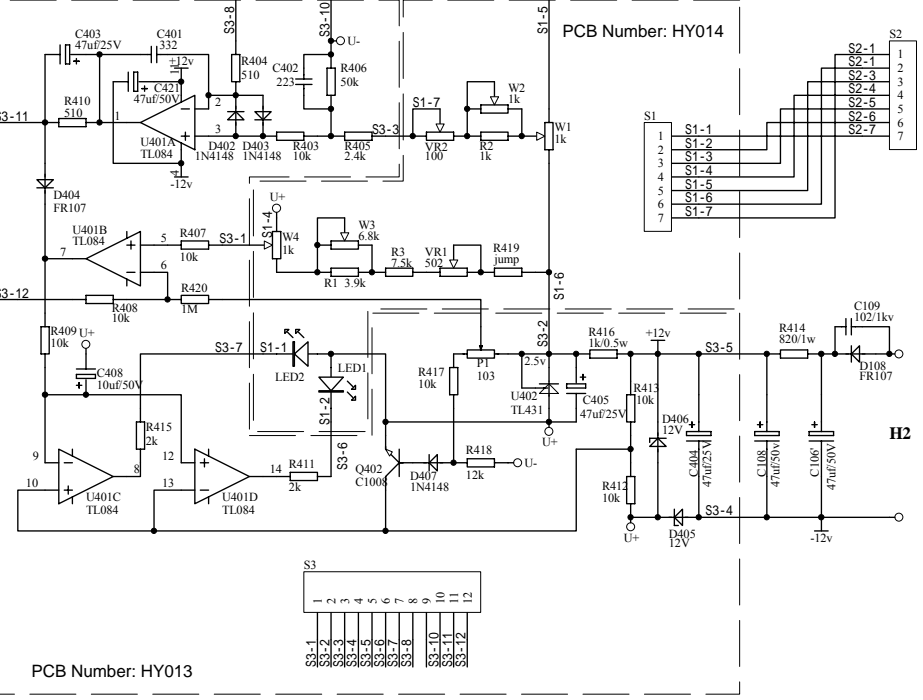 S3-8
S3-10
S1-5
PCB Number: HY014
C403
47uf/25V
C401
332
+12v
U-
C421
47uf/50V
11
R404
510
C402
223
R406
50k
R410
510
S3-11
1
2
3
U401A
TL084
4
-12v
D402
1N4148
D403
1N4148
R403
10k
R405
2.4k
S3-3
S1-7
VR2
100
W2
1k
R2
1k
W1
1k
S1
1
2
3
4
5
6
7
S1-1
S1-2
S1-3
S1-4
S1-5
S1-6
S1-7
S2
S2-1
S2-1
S2-3
S2-4
S2-5
S2-6
S2-7
1
2
3
4
5
6
7
D404
FR107
U401B
TL084
7
5
6
R407
10k
S3-1
U+
S1-4
W4
1k
W3
6.8k
R1 3.9k
R3
7.5k
VR1
502
R419
jump
S1-6
S3-12
R408
10k
R420
1M
R409
10k
U+
C408
10uf/50V
S3-7
S1-1
LED2
LED1
S1-2
S3-6
R417
10k
P1
103
S3-2
2.5v
U402
TL431
U+
R416
1k/0.5w
C405
47uf/25V
+12v
S3-5
R413
10k
D406
12V
C404
47uf/25V
R414
820/1w
C109
102/1kv
D108
FR107
C108
47uf/50v
C106'
47uf/50V
H2
R415
2k
9
10
8
U401C
TL084
12
13
14
U401D
TL084
R411
2k
Q402
C1008
D407
1N4148
R418
12k
U-
R412
10k
U+
D405
12V
S3-4
-12v
S3
1
2
3
4
5
6
7
8
9
10
11
12
S3-1
S3-2
S3-3
S3-4
S3-5
S3-6
S3-7
S3-8
S3-10
S3-11
S3-12
PCB Number: HY013